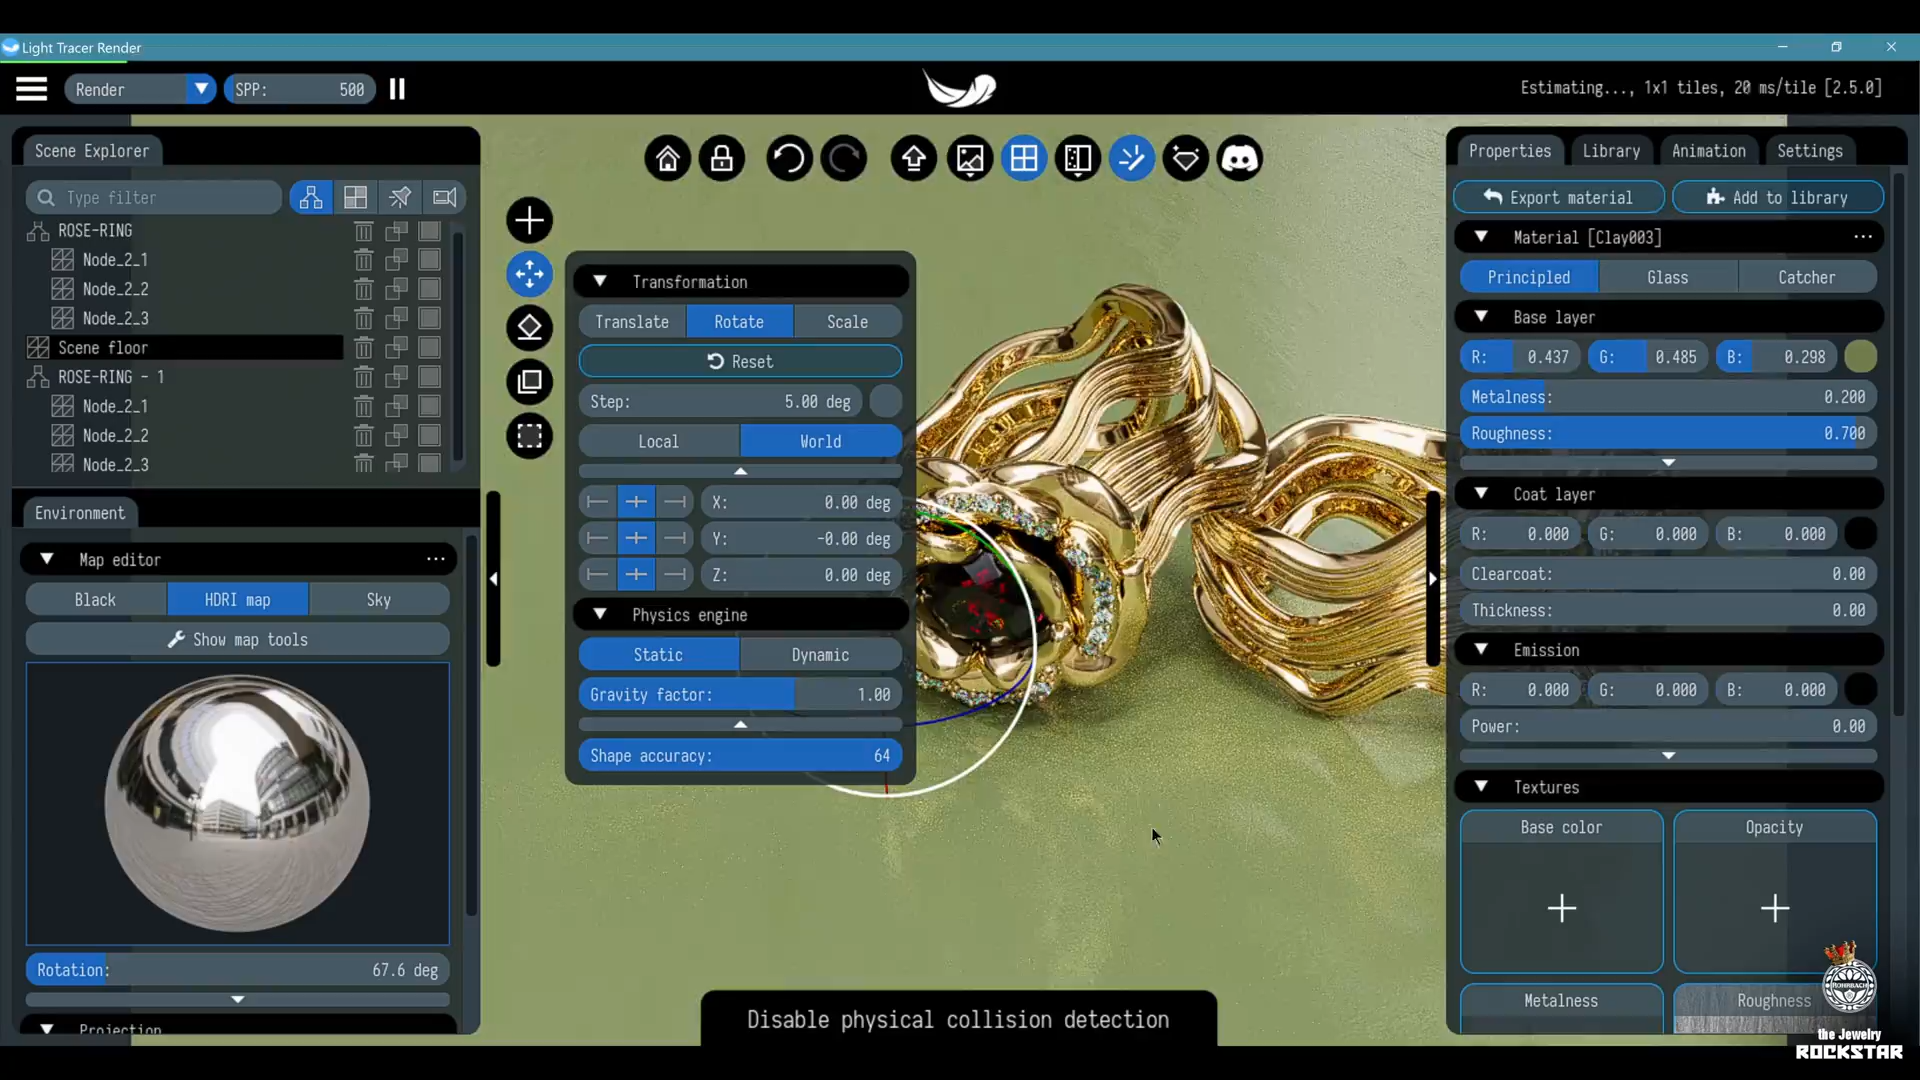 Light Tracer Render
Render
SPP: 500
Estimating..., 1x1 tiles, 20 ms/tile [2.5.0]
Scene Explorer
Type filter
ROSE-RING
Node_2_1
Node_2_2
Node_2_3
Scene floor
ROSE-RING - 1
Node_2_1
Node_2_2
Node_2_3
Environment
Map editor
Black HDRI map Sky
Show map tools
Rotation: 67.6 deg
Projection
Transformation
Translate Rotate Scale
Reset
Step: 5.00 deg
Local World
X: 0.00 deg
Y: -0.00 deg
Z: 0.00 deg
Physics engine
Static Dynamic
Gravity factor: 1.00
Shape accuracy: 64
Disable physical collision detection
Properties Library Animation Settings
Export material Add to library
Material [Clay003]
Principled Glass Catcher
Base layer
R: 0.437 G: 0.485 B: 0.298
Metalness: 0.200
Roughness: 0.700
Coat layer
R: 0.000 G: 0.000 B: 0.000
Clearcoat: 0.00
Thickness: 0.00
Emission
R: 0.000 G: 0.000 B: 0.000
Power: 0.00
Textures
Base color Opacity
Metalness Roughness
ROHRBACH
the Jewelry
ROCKSTAR